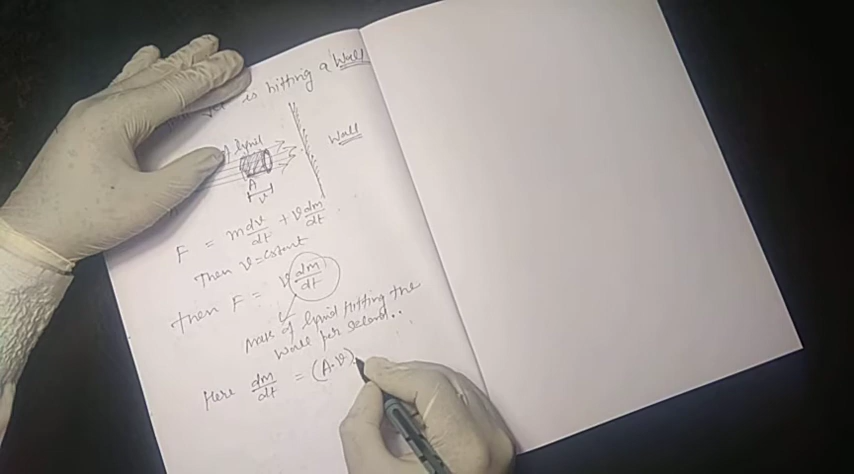 is hitting a Wall
liquid
Wall
A
v
F = m dv/dt + v dm/dt
Then v = constant
Then F = v dm/dt
Mass of liquid hitting the
wall per second..
Here dm/dt = (A.v)